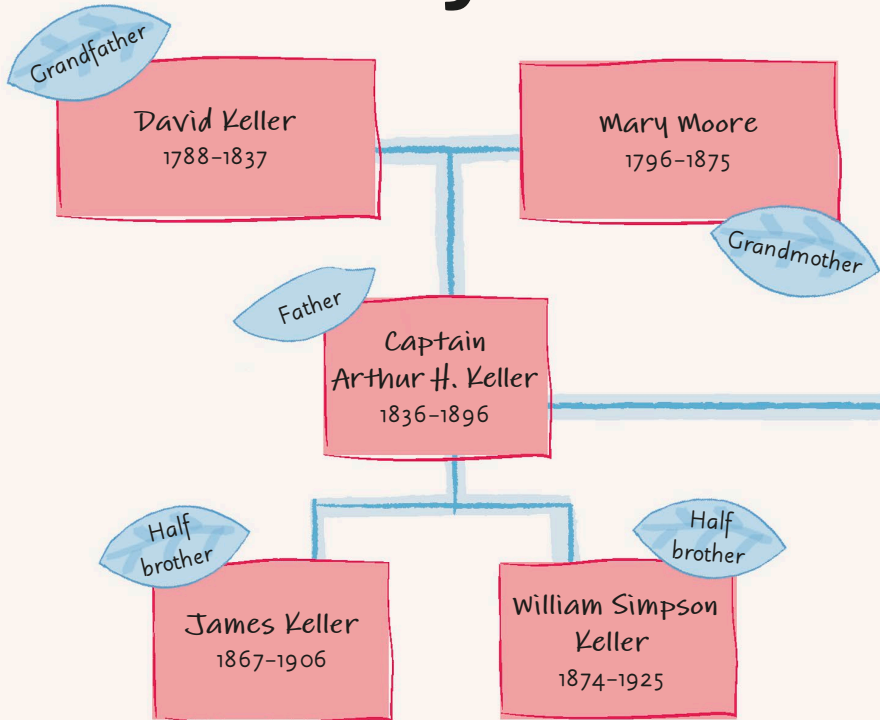 Grandfather
David Keller
1788–1837
Mary Moore
1796–1875
Grandmother
Father
Captain
Arthur H. Keller
1836–1896
Half
brother
James Keller
1867–1906
Half
brother
William Simpson
Keller
1874–1925